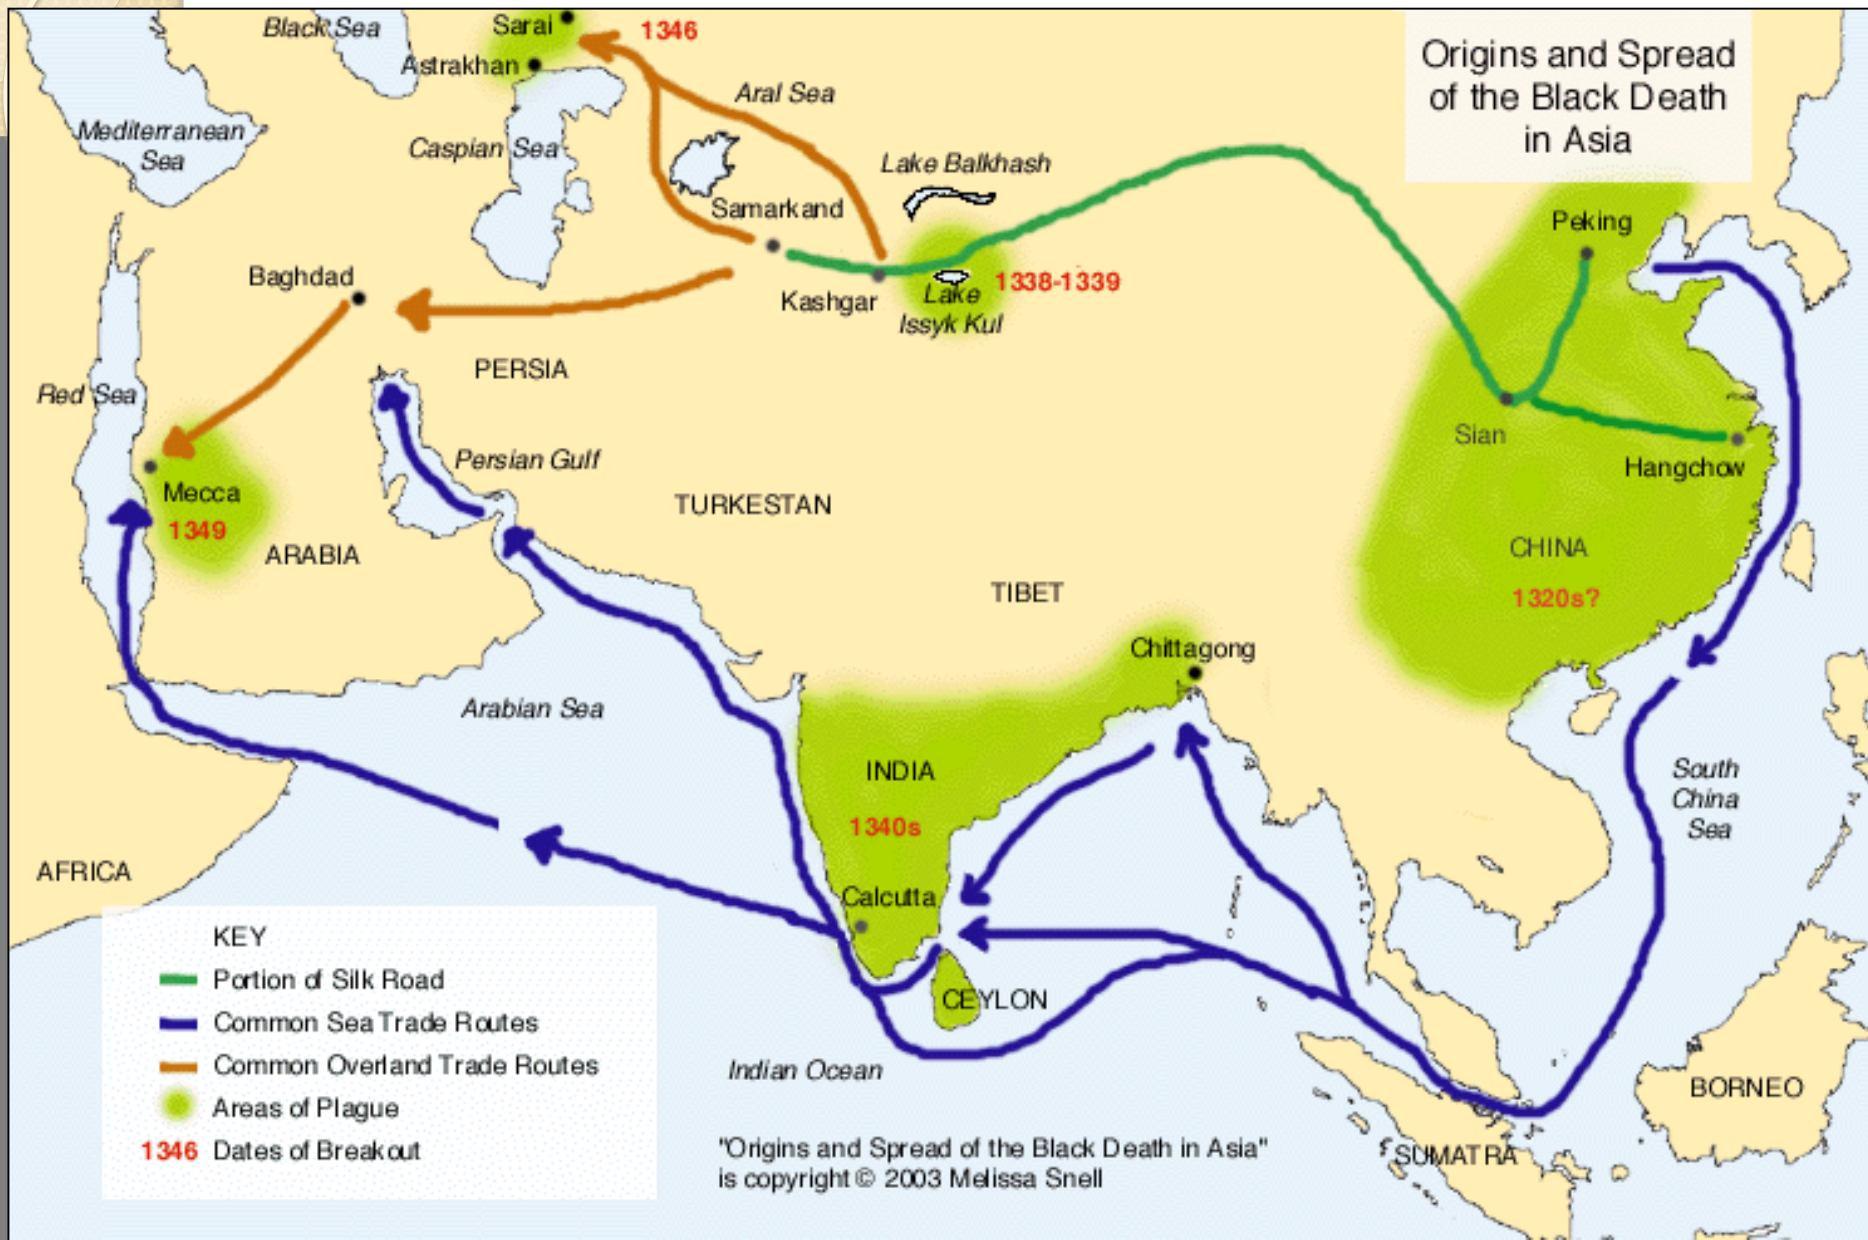 Origins and Spread
of the Black Death
in Asia
Black Sea
Sarai
1346
Astrakhan
Aral Sea
Mediterranean
Sea
Caspian Sea
Lake Balkhash
Samarkand
Peking
Baghdad
Kashgar
1338-1339
Lake
Issyk Kul
PERSIA
Red Sea
Sian
Persian Gulf
Hangchow
Mecca
1349
TURKESTAN
ARABIA
CHINA
1320s?
TIBET
Chittagong
Arabian Sea
INDIA
1340s
South
China
Sea
AFRICA
Calcutta
CEYLON
KEY
Portion of Silk Road
Common Sea Trade Routes
Common Overland Trade Routes
Areas of Plague
1346 Dates of Breakout
Indian Ocean
BORNEO
SUMATRA
"Origins and Spread of the Black Death in Asia"
is copyright © 2003 Melissa Snell